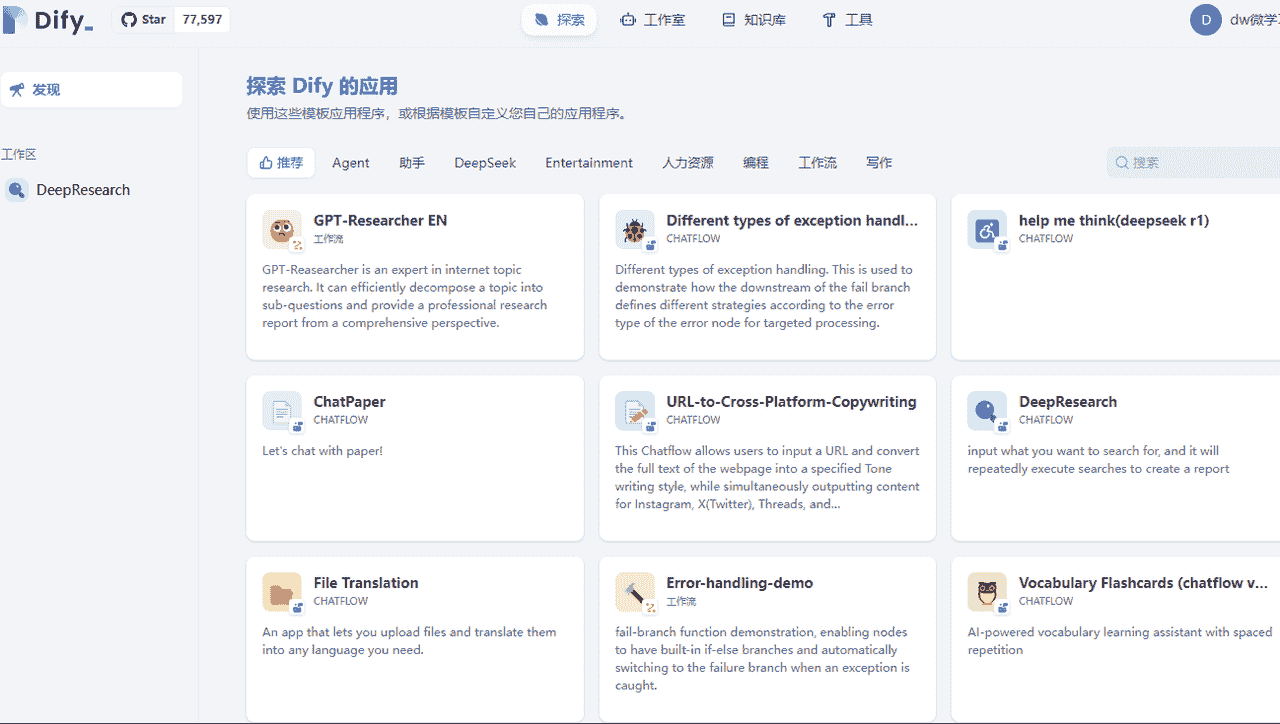 Dify_
Star 77,597
探索
工作室
知识库
工具
D
dw微学
发现
工作区
DeepResearch
探索 Dify 的应用
使用这些模板应用程序，或根据模板自定义您自己的应用程序。
推荐 Agent 助手 DeepSeek Entertainment 人力资源 编程 工作流 写作
搜索
GPT-Researcher EN
工作流
GPT-Reasearcher is an expert in internet topic
research. It can efficiently decompose a topic into
sub-questions and provide a professional research
report from a comprehensive perspective.
Different types of exception handl...
CHATFLOW
Different types of exception handling. This is used to
demonstrate how the downstream of the fail branch
defines different strategies according to the error
type of the error node for targeted processing.
help me think(deepseek r1)
CHATFLOW
ChatPaper
CHATFLOW
Let's chat with paper!
URL-to-Cross-Platform-Copywriting
CHATFLOW
This Chatflow allows users to input a URL and convert
the full text of the webpage into a specified Tone
writing style, while simultaneously outputting content
for Instagram, X(Twitter), Threads, and...
DeepResearch
CHATFLOW
input what you want to search for, and it will
repeatedly execute searches to create a report
File Translation
CHATFLOW
An app that lets you upload files and translate them
into any language you need.
Error-handling-demo
工作流
fail-branch function demonstration, enabling nodes
to have built-in if-else branches and automatically
switching to the failure branch when an exception is
caught.
Vocabulary Flashcards (chatflow v...
CHATFLOW
AI-powered vocabulary learning assistant with spaced
repetition